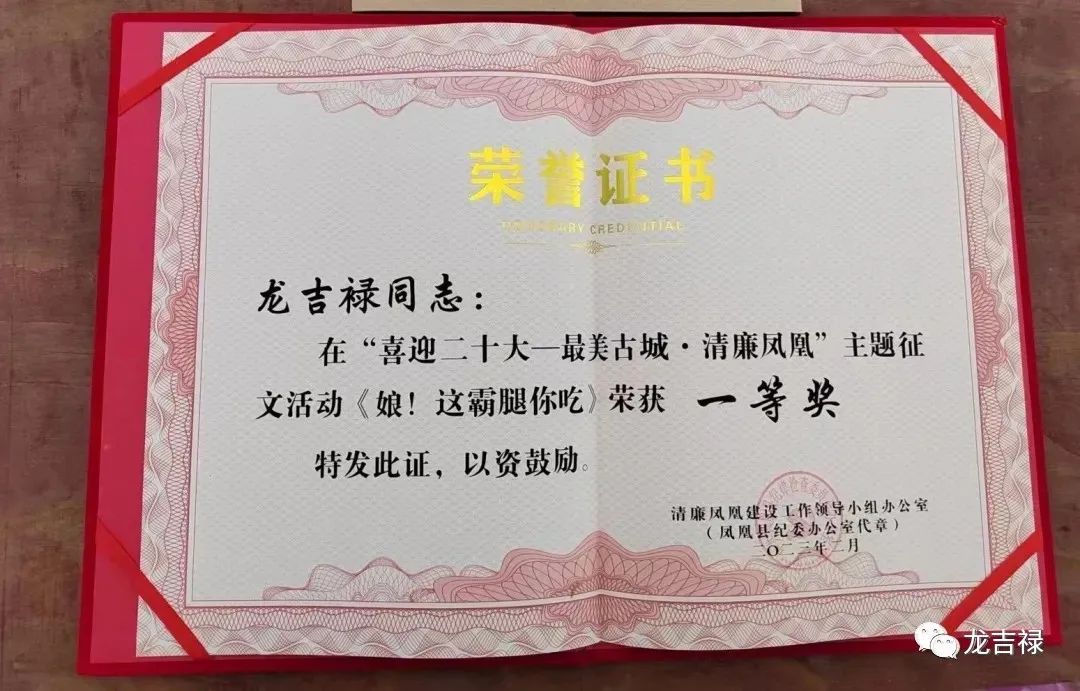 荣誉证书
HONORARY CREDENTIAL
龙吉禄同志：
在“喜迎二十大—最美古城·清廉凤凰”主题征
文活动《娘！这霸腿你吃》荣获 一等奖
特发此证，以资鼓励。
清廉凤凰建设工作领导小组办公室
（凤凰县纪委办公室代章）
二〇二三年二月
龙吉禄